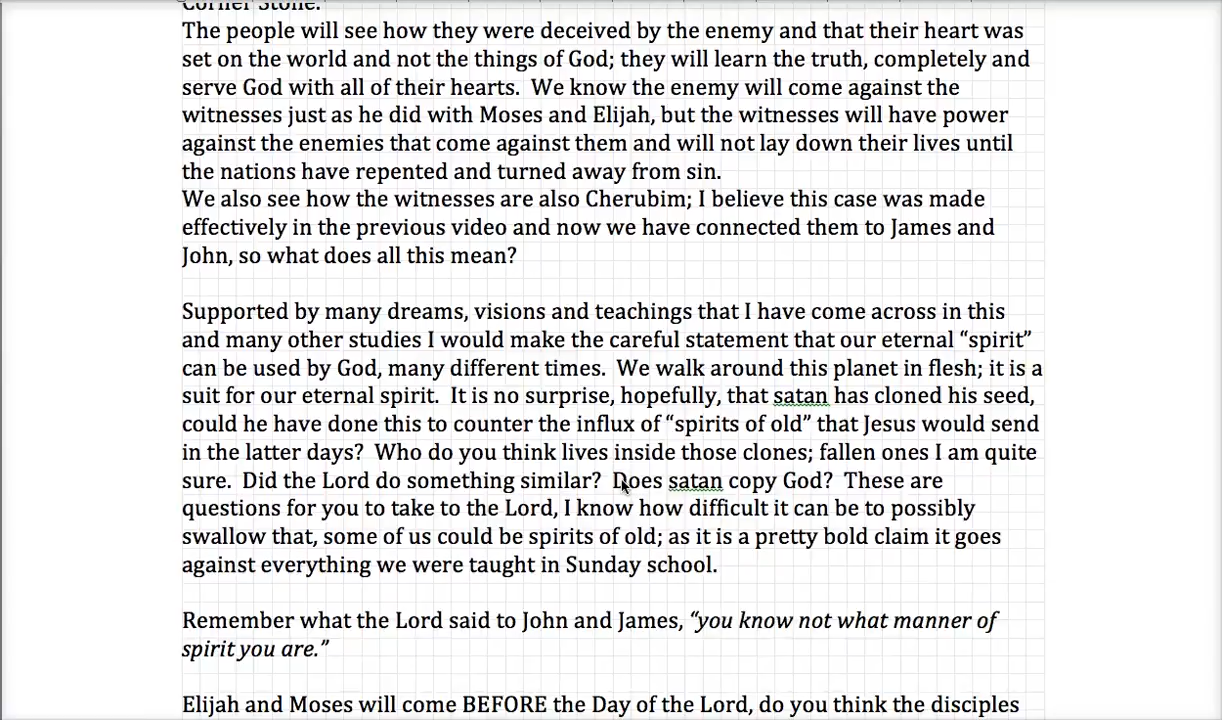 Corner Stone.
The people will see how they were deceived by the enemy and that their heart was
set on the world and not the things of God; they will learn the truth, completely and
serve God with all of their hearts.  We know the enemy will come against the
witnesses just as he did with Moses and Elijah, but the witnesses will have power
against the enemies that come against them and will not lay down their lives until
the nations have repented and turned away from sin.
We also see how the witnesses are also Cherubim; I believe this case was made
effectively in the previous video and now we have connected them to James and
John, so what does all this mean?
Supported by many dreams, visions and teachings that I have come across in this
and many other studies I would make the careful statement that our eternal “spirit”
can be used by God, many different times.  We walk around this planet in flesh; it is a
suit for our eternal spirit.  It is no surprise, hopefully, that satan has cloned his seed,
could he have done this to counter the influx of “spirits of old” that Jesus would send
in the latter days?  Who do you think lives inside those clones; fallen ones I am quite
sure.  Did the Lord do something similar?  Does satan copy God?  These are
questions for you to take to the Lord, I know how difficult it can be to possibly
swallow that, some of us could be spirits of old; as it is a pretty bold claim it goes
against everything we were taught in Sunday school.
Remember what the Lord said to John and James, “you know not what manner of
spirit you are.”
Elijah and Moses will come BEFORE the Day of the Lord, do you think the disciples